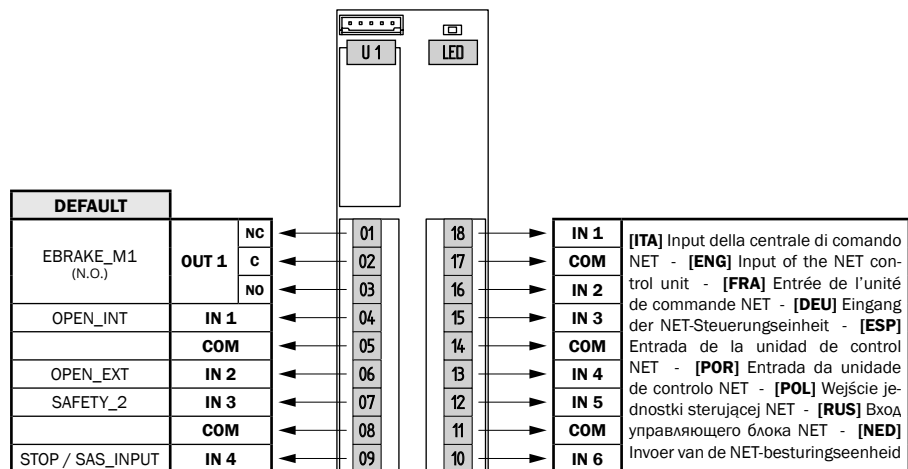 U 1 LED
DEFAULT
EBRAKE_M1
(N.O.)
OUT 1
NC 01 18 IN 1
C 02 17 COM
NO 03 16 IN 2
OPEN_INT IN 1 04 15 IN 3
COM 05 14 COM
OPEN_EXT IN 2 06 13 IN 4
SAFETY_2 IN 3 07 12 IN 5
COM 08 11 COM
STOP / SAS_INPUT IN 4 09 10 IN 6
[ITA] Input della centrale di comando
NET - [ENG] Input of the NET con-
trol unit - [FRA] Entrée de l'unité
de commande NET - [DEU] Eingang
der NET-Steuerungseinheit - [ESP]
Entrada de la unidad de control
NET - [POR] Entrada da unidade
de controlo NET - [POL] Wejście je-
dnostki sterującej NET - [RUS] Вход
управляющего блока NET - [NED]
Invoer van de NET-besturingseenheid